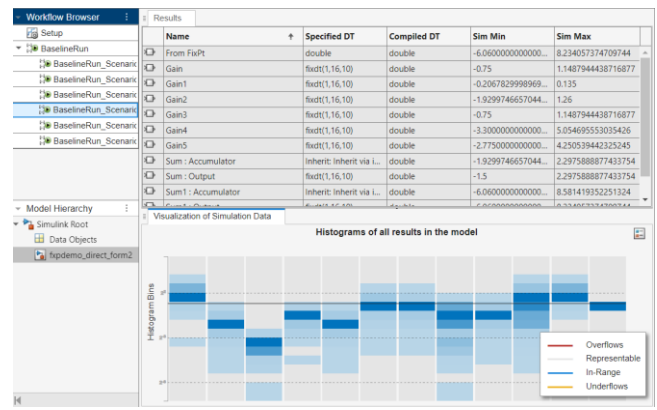 Workflow Browser
Setup
BaselineRun
BaselineRun_Scenario
BaselineRun_Scenario
BaselineRun_Scenario
BaselineRun_Scenario
BaselineRun_Scenario
Model Hierarchy
Simulink Root
Data Objects
fxpdemo_direct_form2
Results
Name Specified DT Compiled DT Sim Min Sim Max
From FixPt double double -6.0600000000000... 8.234057374709744
Gain fixdt(1,16,10) double -0.75 1.1487944438716877
Gain1 fixdt(1,16,10) double -0.2067829998969... 0.135
Gain2 fixdt(1,16,10) double -1.9299746657044... 1.26
Gain3 fixdt(1,16,10) double -0.75 1.1487944438716877
Gain4 fixdt(1,16,10) double -3.3000000000000... 5.054695553035426
Gain5 fixdt(1,16,10) double -2.7750000000000... 4.250539442325245
Sum : Accumulator Inherit: Inherit via i... double -1.9299746657044... 2.2975888877433754
Sum : Output fixdt(1,16,10) double -1.5 2.2975888877433754
Sum1 : Accumulator Inherit: Inherit via i... double -6.0600000000000... 8.581419352251324
Visualization of Simulation Data
Histograms of all results in the model
Histogram Bins
Overflows
Representable
In-Range
Underflows